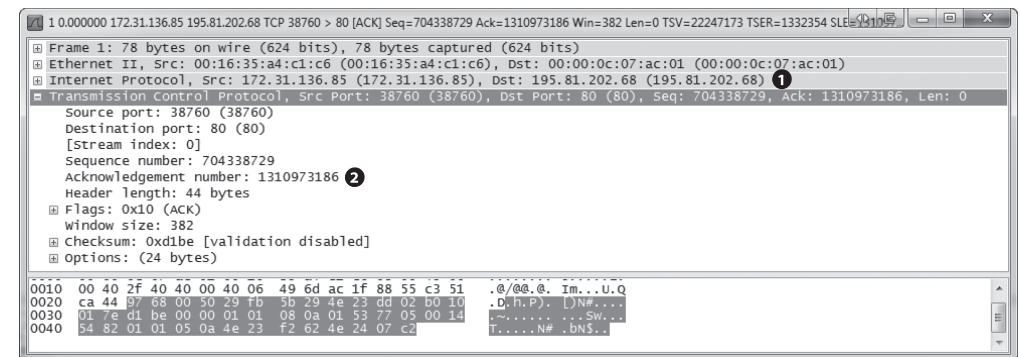 1 0.000000 172.31.136.85 195.81.202.68 TCP 38760 > 80 [ACK] Seq=704338729 Ack=1310973186 Win=382 Len=0 TSV=22247173 TSER=1332354
Frame 1: 78 bytes on wire (624 bits), 78 bytes captured (624 bits)
Ethernet II, Src: 00:16:35:a4:c1:c6 (00:16:35:a4:c1:c6), Dst: 00:00:0c:07:ac:01 (00:00:0c:07:ac:01)
Internet Protocol, Src: 172.31.136.85 (172.31.136.85), Dst: 195.81.202.68 (195.81.202.68) ❶
Transmission Control Protocol, Src Port: 38760 (38760), Dst Port: 80 (80), Seq: 704338729, Ack: 1310973186, Len: 0
Source port: 38760 (38760)
Destination port: 80 (80)
[Stream index: 0]
Sequence number: 704338729
Acknowledgement number: 1310973186 ❷
Header length: 44 bytes
Flags: 0x10 (ACK)
Window size: 382
Checksum: 0xd1be [validation disabled]
Options: (24 bytes)
0010 00 40 2f 40 40 00 40 06 49 6d ac 1f 88 55 c3 51 .@/@@.@. Im...U.Q
0020 ca 44 97 68 00 50 29 fb 5b 29 4e 23 dd 02 b0 10 .D.h.P). [)N#....
0030 01 7e d1 be 00 00 01 01 08 0a 01 53 77 05 00 14 .~...... ...Sw...
0040 54 82 01 01 05 0a 4e 23 f2 62 4e 24 07 c2 T.....N# .bN$..